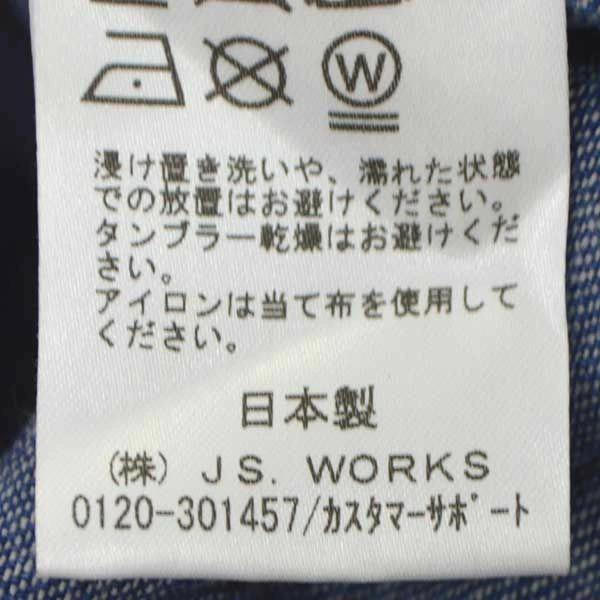 W
浸け置き洗いや、濡れた状態
での放置はお避けください。
タンブラー乾燥はお避けくだ
さい。
アイロンは当て布を使用して
ください。
日本製
（株）ＪＳ．ＷＯＲＫＳ
0120-301457/ｶｽﾀﾏｰｻﾎﾟｰﾄ